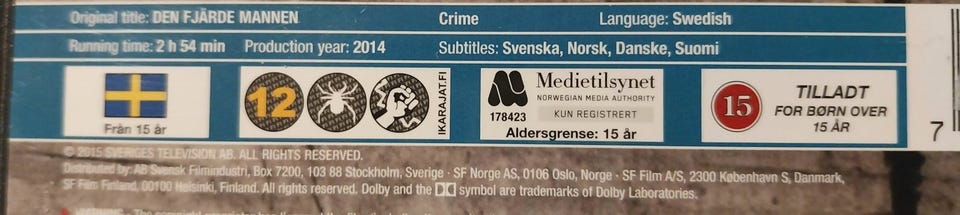 Original title: DEN FJÄRDE MANNEN Crime Language: Swedish
Running time: 2 h 54 min Production year: 2014 Subtitles: Svenska, Norsk, Danske, Suomi
Från 15 år
12
IKARAJAT.FI
Medietilsynet
NORWEGIAN MEDIA AUTHORITY
178423 KUN REGISTRERT
Aldersgrense: 15 år
15
TILLADT
FOR BØRN OVER
15 ÅR
7
© 2015 SVERIGES TELEVISION AB. ALL RIGHTS RESERVED.
Distributed by: AB Svensk Filmindustri, Box 7200, 103 88 Stockholm, Sverige · SF Norge AS, 0106 Oslo, Norge · SF Film A/S, 2300 København S, Danmark,
SF Film Finland, 00100 Helsinki, Finland. All rights reserved. Dolby and the symbol are trademarks of Dolby Laboratories.